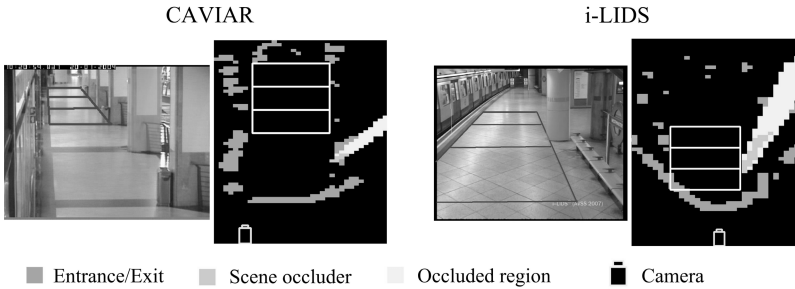 CAVIAR
i-LIDS
Entrance/Exit
Scene occluder
Occluded region
Camera